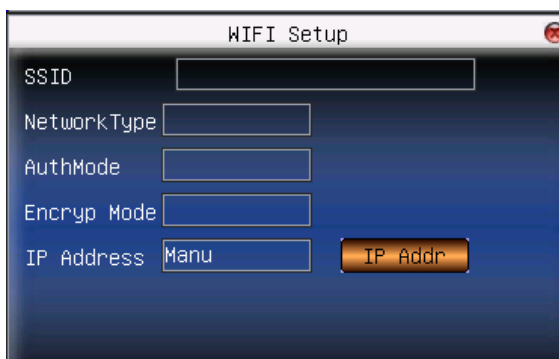 WIFI Setup
SSID
NetworkType
AuthMode
Encryp Mode
IP Address Manu IP Addr